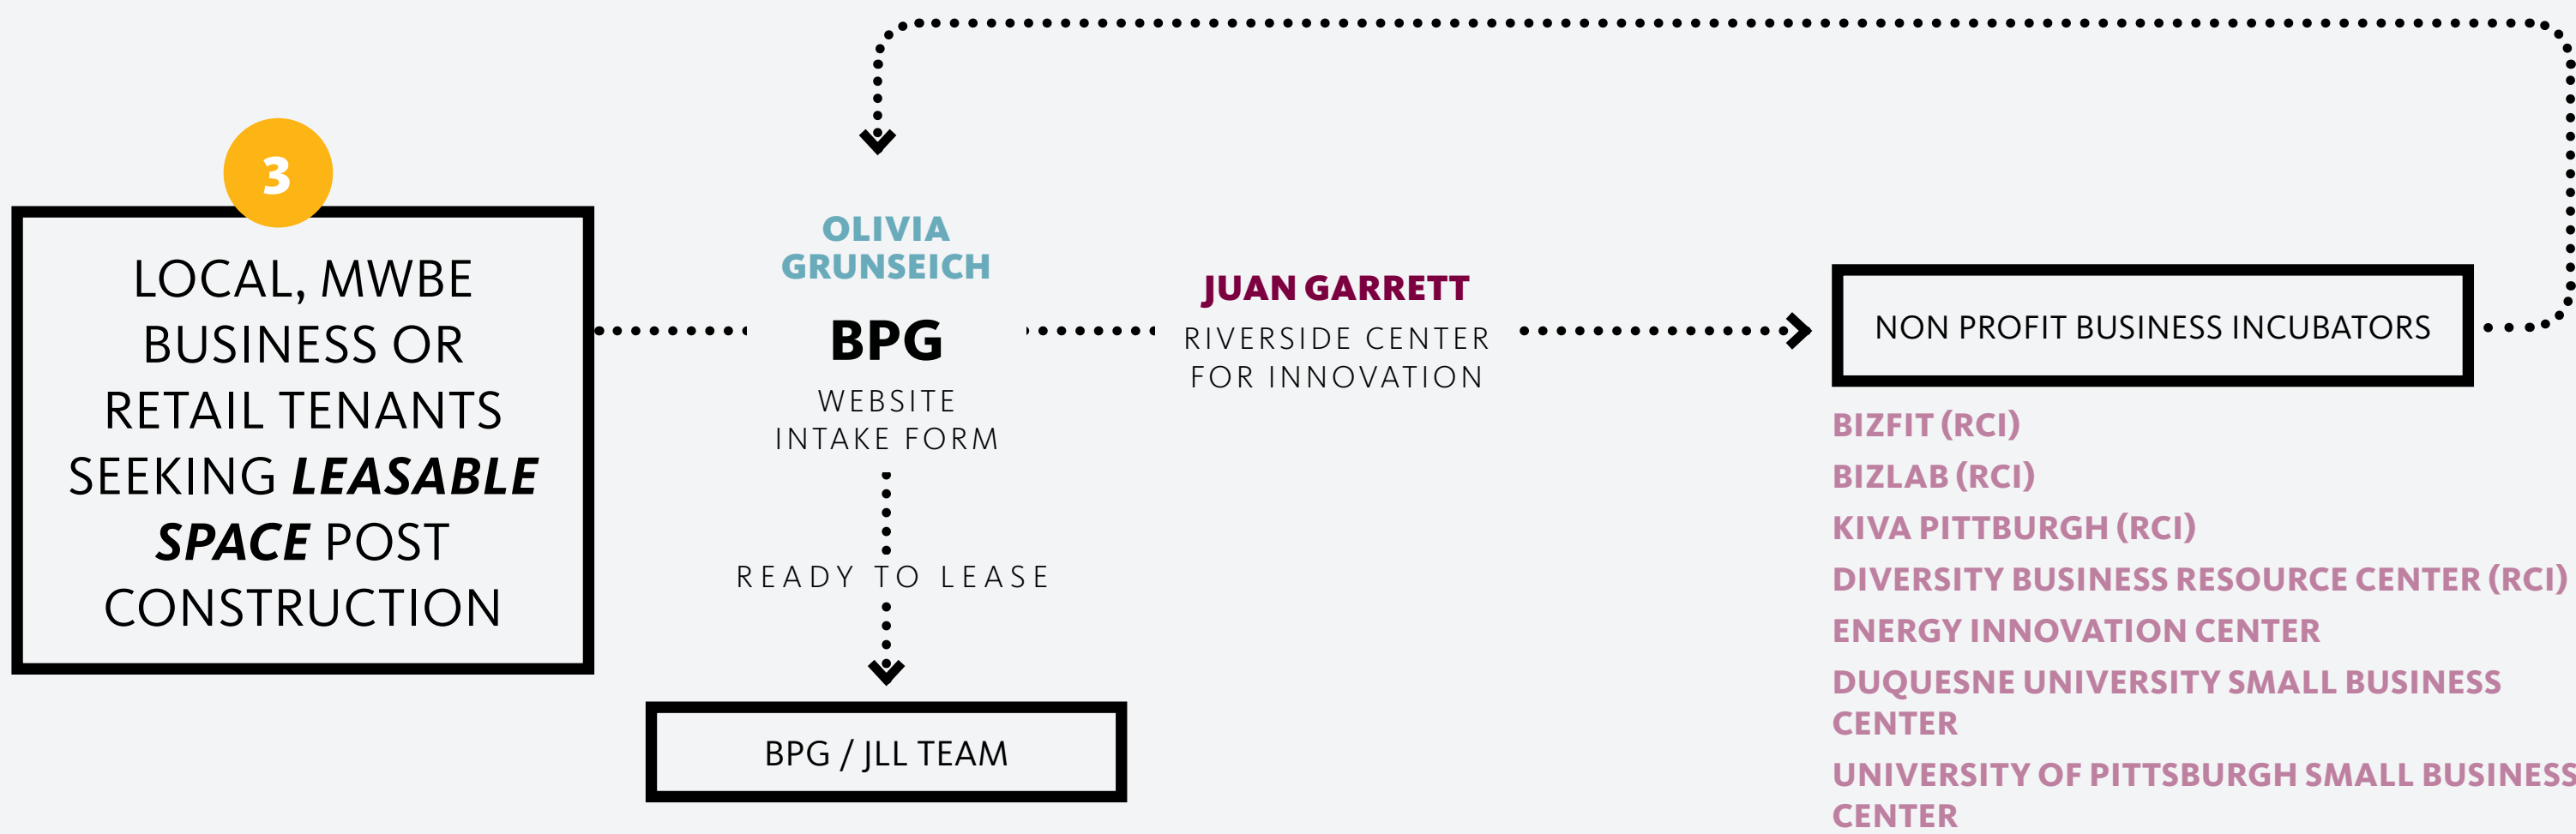 3
LOCAL, MWBE
BUSINESS OR
RETAIL TENANTS
SEEKING LEASABLE
SPACE POST
CONSTRUCTION
OLIVIA
GRUNSEICH
BPG
WEBSITE
INTAKE FORM
READY TO LEASE
BPG / JLL TEAM
JUAN GARRETT
RIVERSIDE CENTER
FOR INNOVATION
NON PROFIT BUSINESS INCUBATORS
BIZFIT (RCI)
BIZLAB (RCI)
KIVA PITTBURGH (RCI)
DIVERSITY BUSINESS RESOURCE CENTER (RCI)
ENERGY INNOVATION CENTER
DUQUESNE UNIVERSITY SMALL BUSINESS
CENTER
UNIVERSITY OF PITTSBURGH SMALL BUSINESS
CENTER